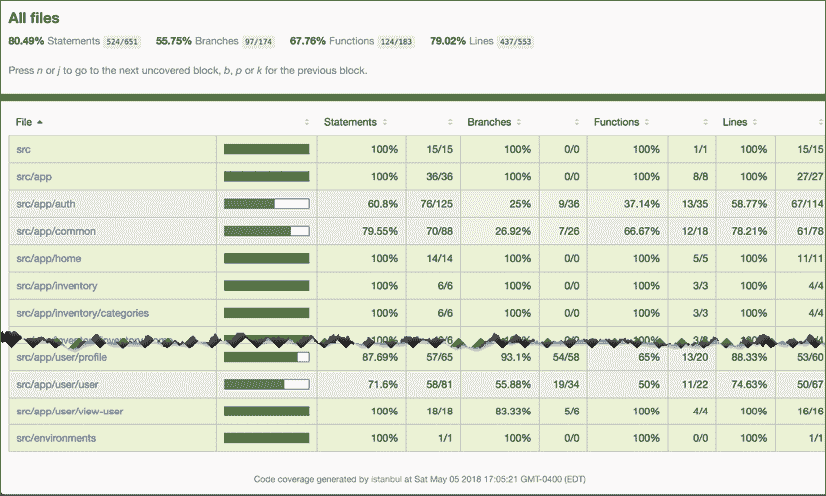 All files
80.49% Statements 524/651 55.75% Branches 97/174 67.76% Functions 124/183 79.02% Lines 437/553
Press n or j to go to the next uncovered block, b, p or k for the previous block.
File Statements Branches Functions Lines
src 100% 15/15 100% 0/0 100% 1/1 100% 15/15
src/app 100% 36/36 100% 0/0 100% 8/8 100% 27/27
src/app/auth 60.8% 76/125 25% 9/36 37.14% 13/35 58.77% 67/114
src/app/common 79.55% 70/88 26.92% 7/26 66.67% 12/18 78.21% 61/78
src/app/home 100% 14/14 100% 0/0 100% 5/5 100% 11/11
src/app/inventory 100% 6/6 100% 0/0 100% 3/3 100% 4/4
src/app/inventory/categories 100% 6/6 100% 0/0 100% 3/3 100% 4/4
src/app/user/profile 87.69% 57/65 93.1% 54/58 65% 13/20 88.33% 53/60
src/app/user/user 71.6% 58/81 55.88% 19/34 50% 11/22 74.63% 50/67
src/app/user/view-user 100% 18/18 83.33% 5/6 100% 4/4 100% 16/16
src/environments 100% 1/1 100% 0/0 100% 0/0 100% 1/1
Code coverage generated by istanbul at Sat May 05 2018 17:05:21 GMT-0400 (EDT)